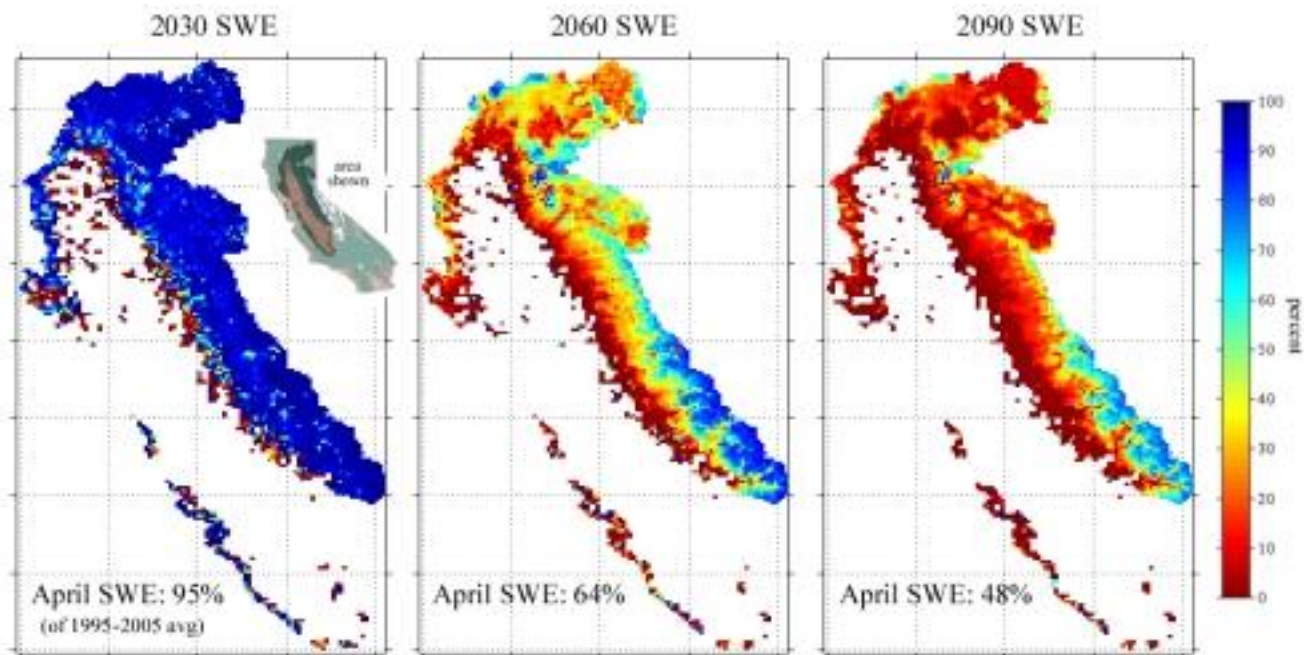 2030 SWE
2060 SWE
2090 SWE
area
shown
April SWE: 95%
(of 1995-2005 avg)
April SWE: 64%
April SWE: 48%
100
90
80
70
60
50
40
30
20
10
0
percent